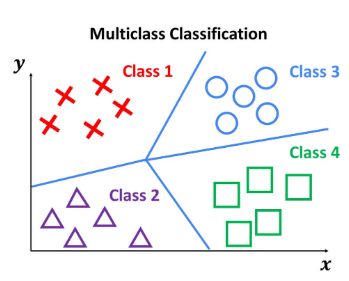 Multiclass Classification
y
Class 1
Class 3
Class 4
Class 2
x